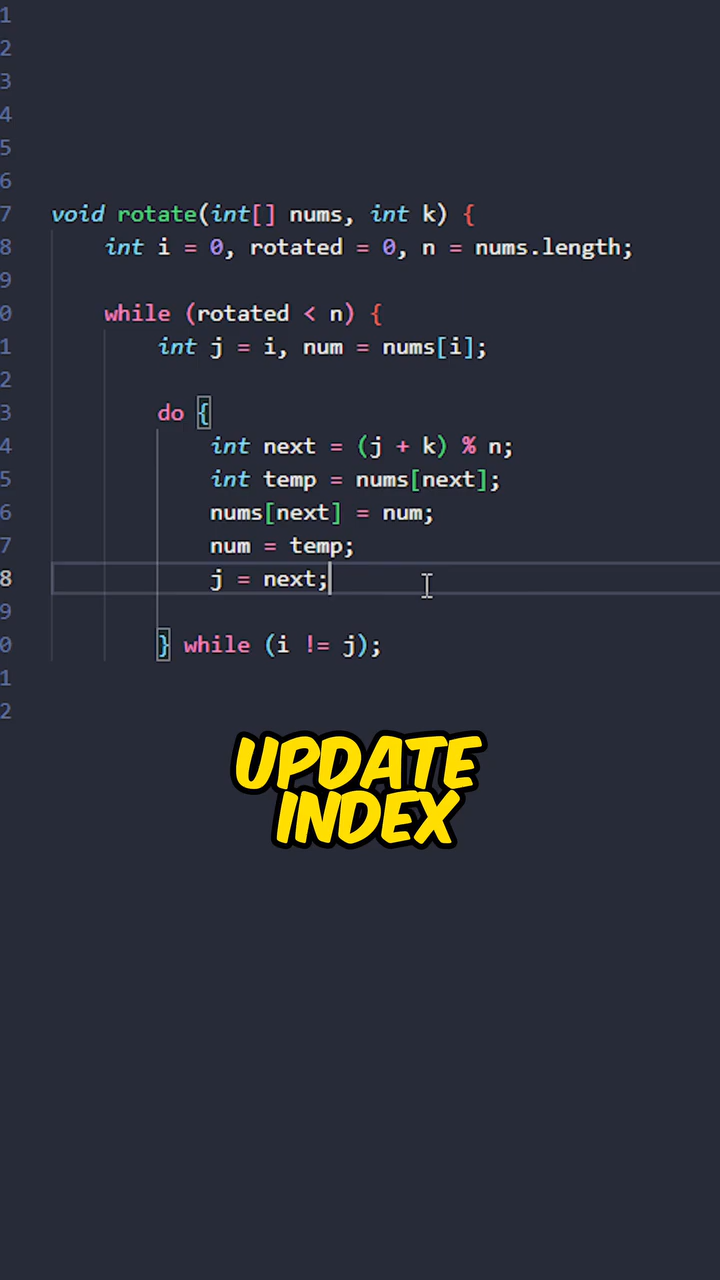 1
2
3
4
5
6
7 void rotate(int[] nums, int k) {
8 int i = 0, rotated = 0, n = nums.length;
9
0 while (rotated < n) {
1 int j = i, num = nums[i];
2
3 do {
4 int next = (j + k) % n;
5 int temp = nums[next];
6 nums[next] = num;
7 num = temp;
8 j = next;
9
0 } while (i != j);
1
2
UPDATE
INDEX